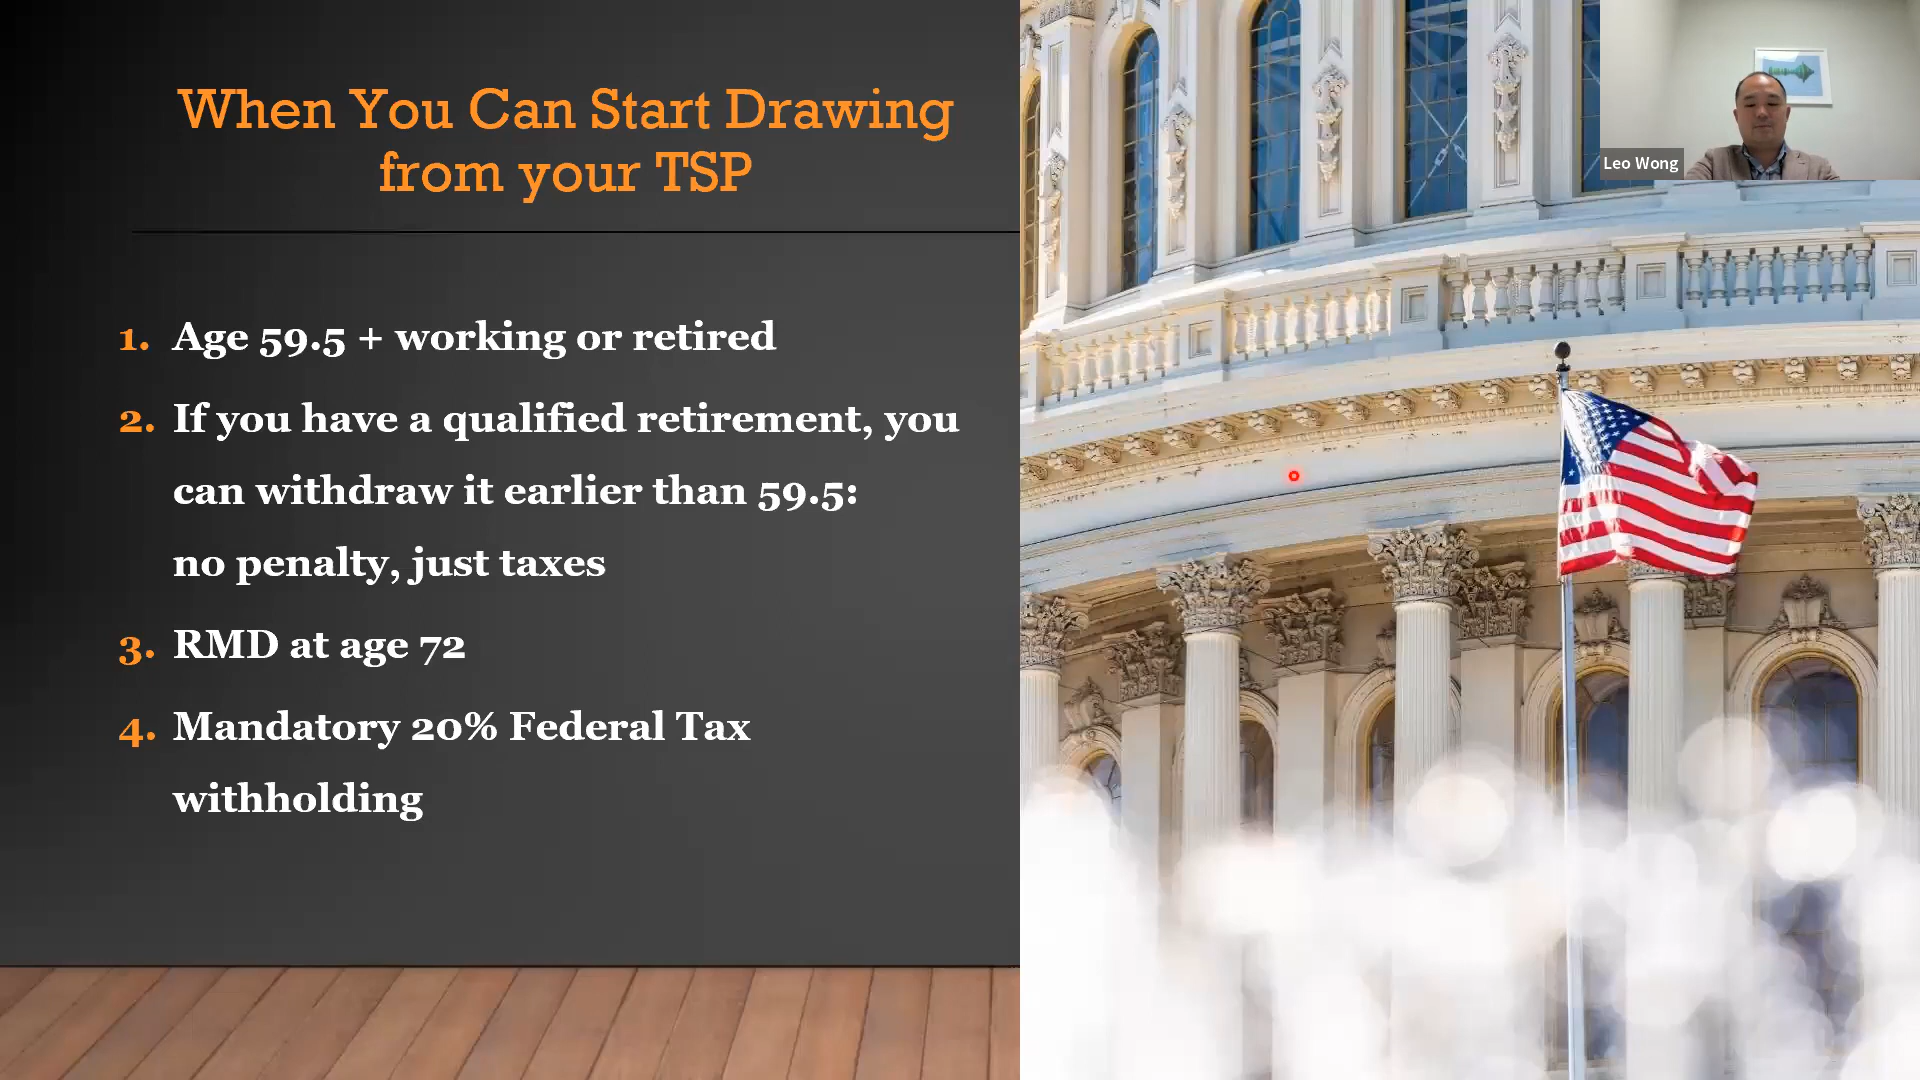 When You Can Start Drawing
from your TSP
1. Age 59.5 + working or retired
2. If you have a qualified retirement, you
can withdraw it earlier than 59.5:
no penalty, just taxes
3. RMD at age 72
4. Mandatory 20% Federal Tax
withholding
Leo Wong